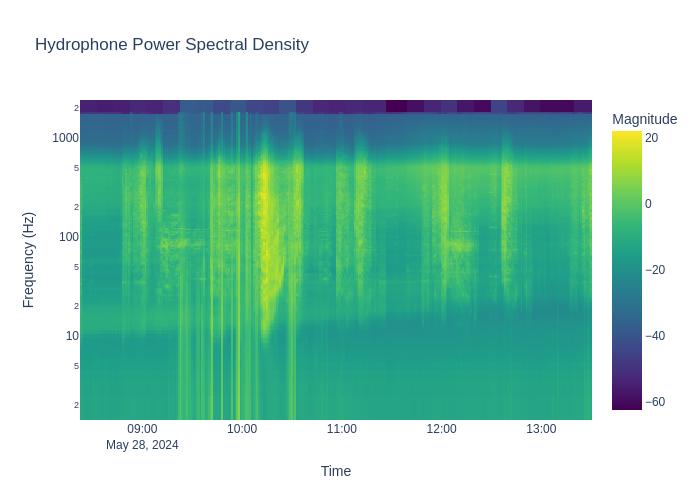 Hydrophone Power Spectral Density
Magnitude
2
1000
5
2
100
5
2
10
5
2
Frequency (Hz)
20
0
−20
−40
−60
09:00 10:00 11:00 12:00 13:00
May 28, 2024
Time